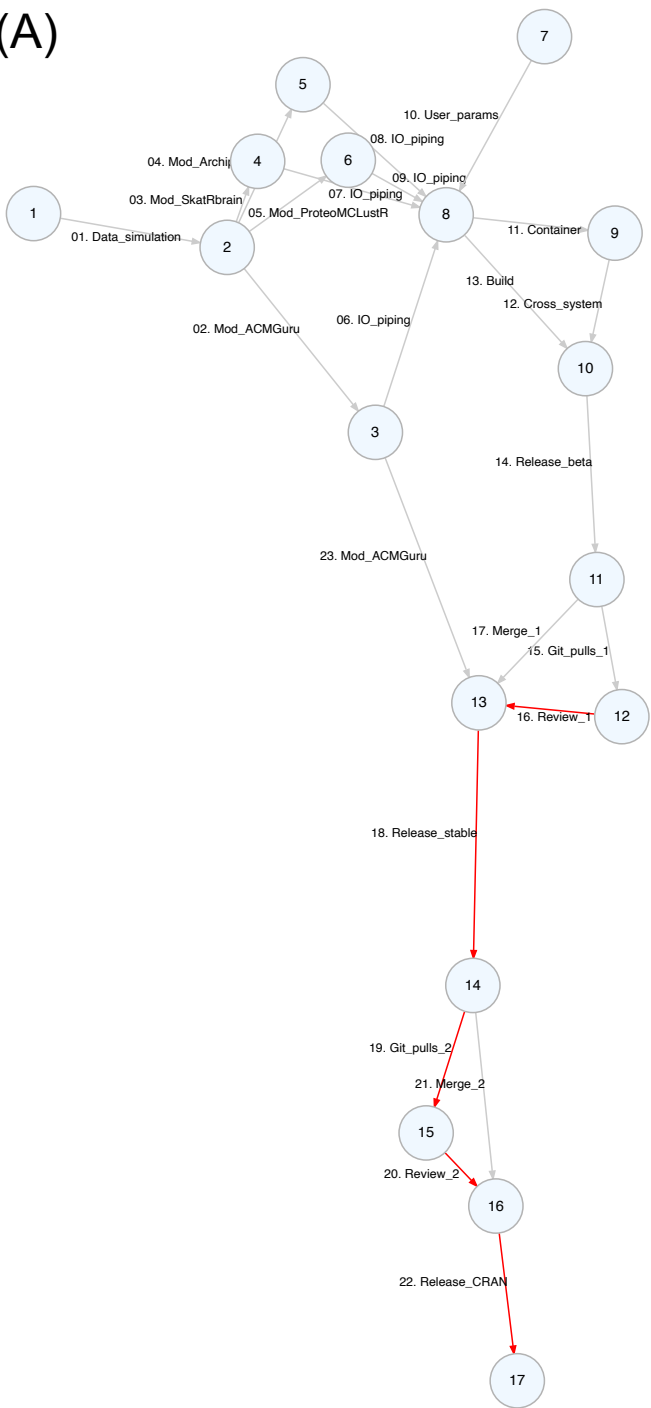 (A)
7
5
10. User_params
08. IO_piping
04. Mod_Archip
4
6
09. IO_piping
03. Mod_SkatRbrain
07. IO_piping
1
05. Mod_ProteoMCLustR
8
01. Data_simulation
2
11. Container
9
13. Build
12. Cross_system
06. IO_piping
02. Mod_ACMGuru
10
3
14. Release_beta
23. Mod_ACMGuru
11
17. Merge_1
15. Git_pulls_1
13
16. Review_1
12
18. Release_stable
14
19. Git_pulls_2
21. Merge_2
15
20. Review_2
16
22. Release_CRAN
17